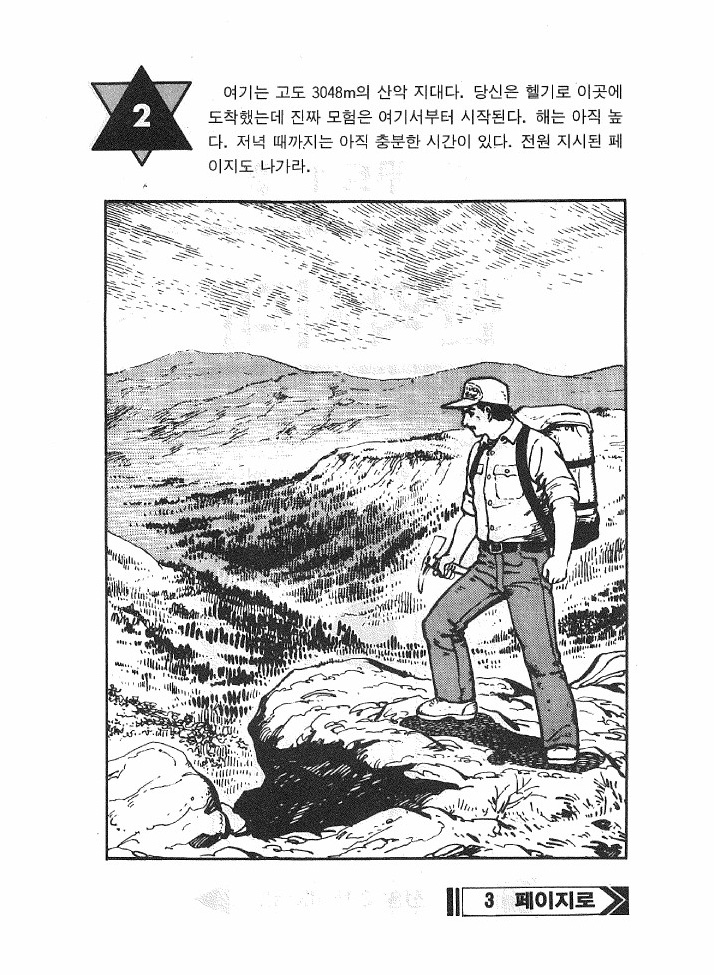 2
여기는 고도 3048m의 산악 지대다. 당신은 헬기로 이곳에
도착했는데 진짜 모험은 여기서부터 시작된다. 해는 아직 높
다. 저녁 때까지는 아직 충분한 시간이 있다. 전원 지시된 페
이지도 나가라.
3 페이지로